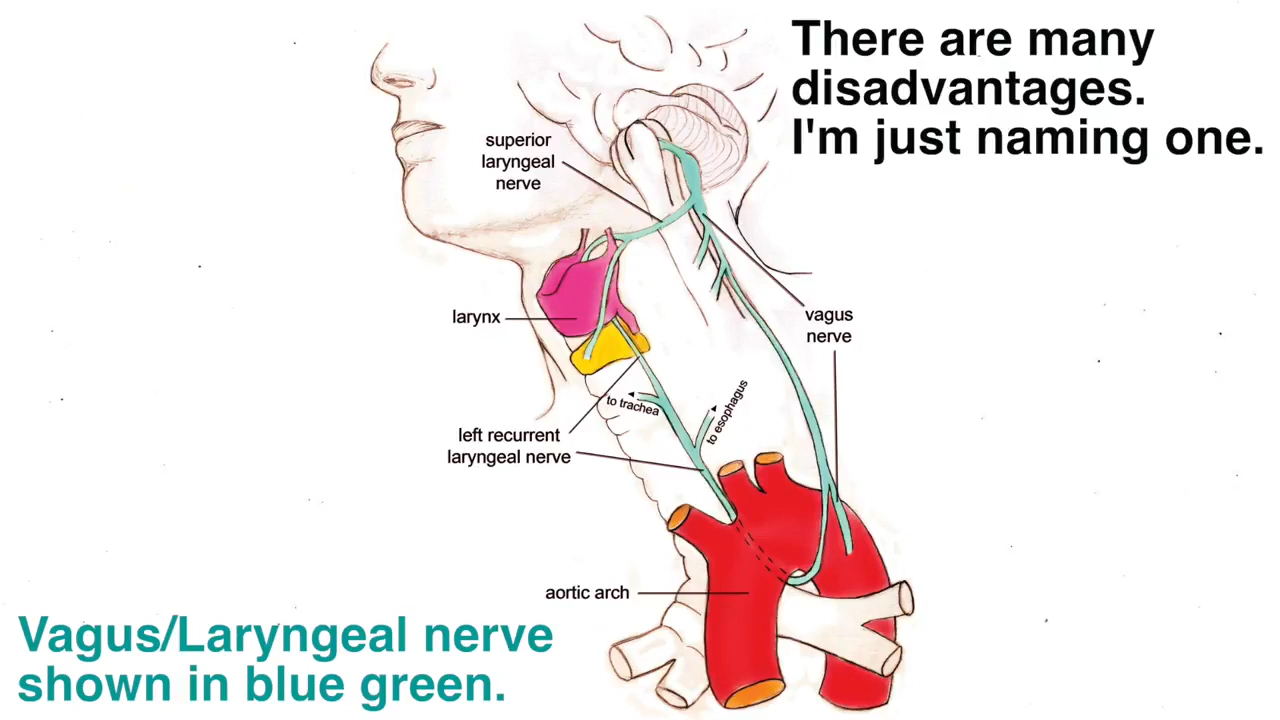 There are many
disadvantages.
I'm just naming one.
superior
laryngeal
nerve
larynx
vagus
nerve
to trachea
to esophagus
left recurrent
laryngeal nerve
aortic arch
Vagus/Laryngeal nerve
shown in blue green.